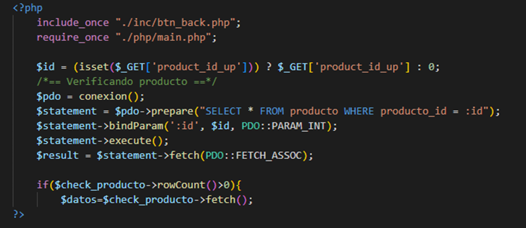 <?php
include_once "./inc/btn_back.php";
require_once "./php/main.php";
$id = (isset($_GET['product_id_up'])) ? $_GET['product_id_up'] : 0;
/*== Verificando producto ==*/
$pdo = conexion();
$statement = $pdo->prepare("SELECT * FROM producto WHERE producto_id = :id");
$statement->bindParam(':id', $id, PDO::PARAM_INT);
$statement->execute();
$result = $statement->fetch(PDO::FETCH_ASSOC);
if($check_producto->rowCount()>0){
$datos=$check_producto->fetch();
?>